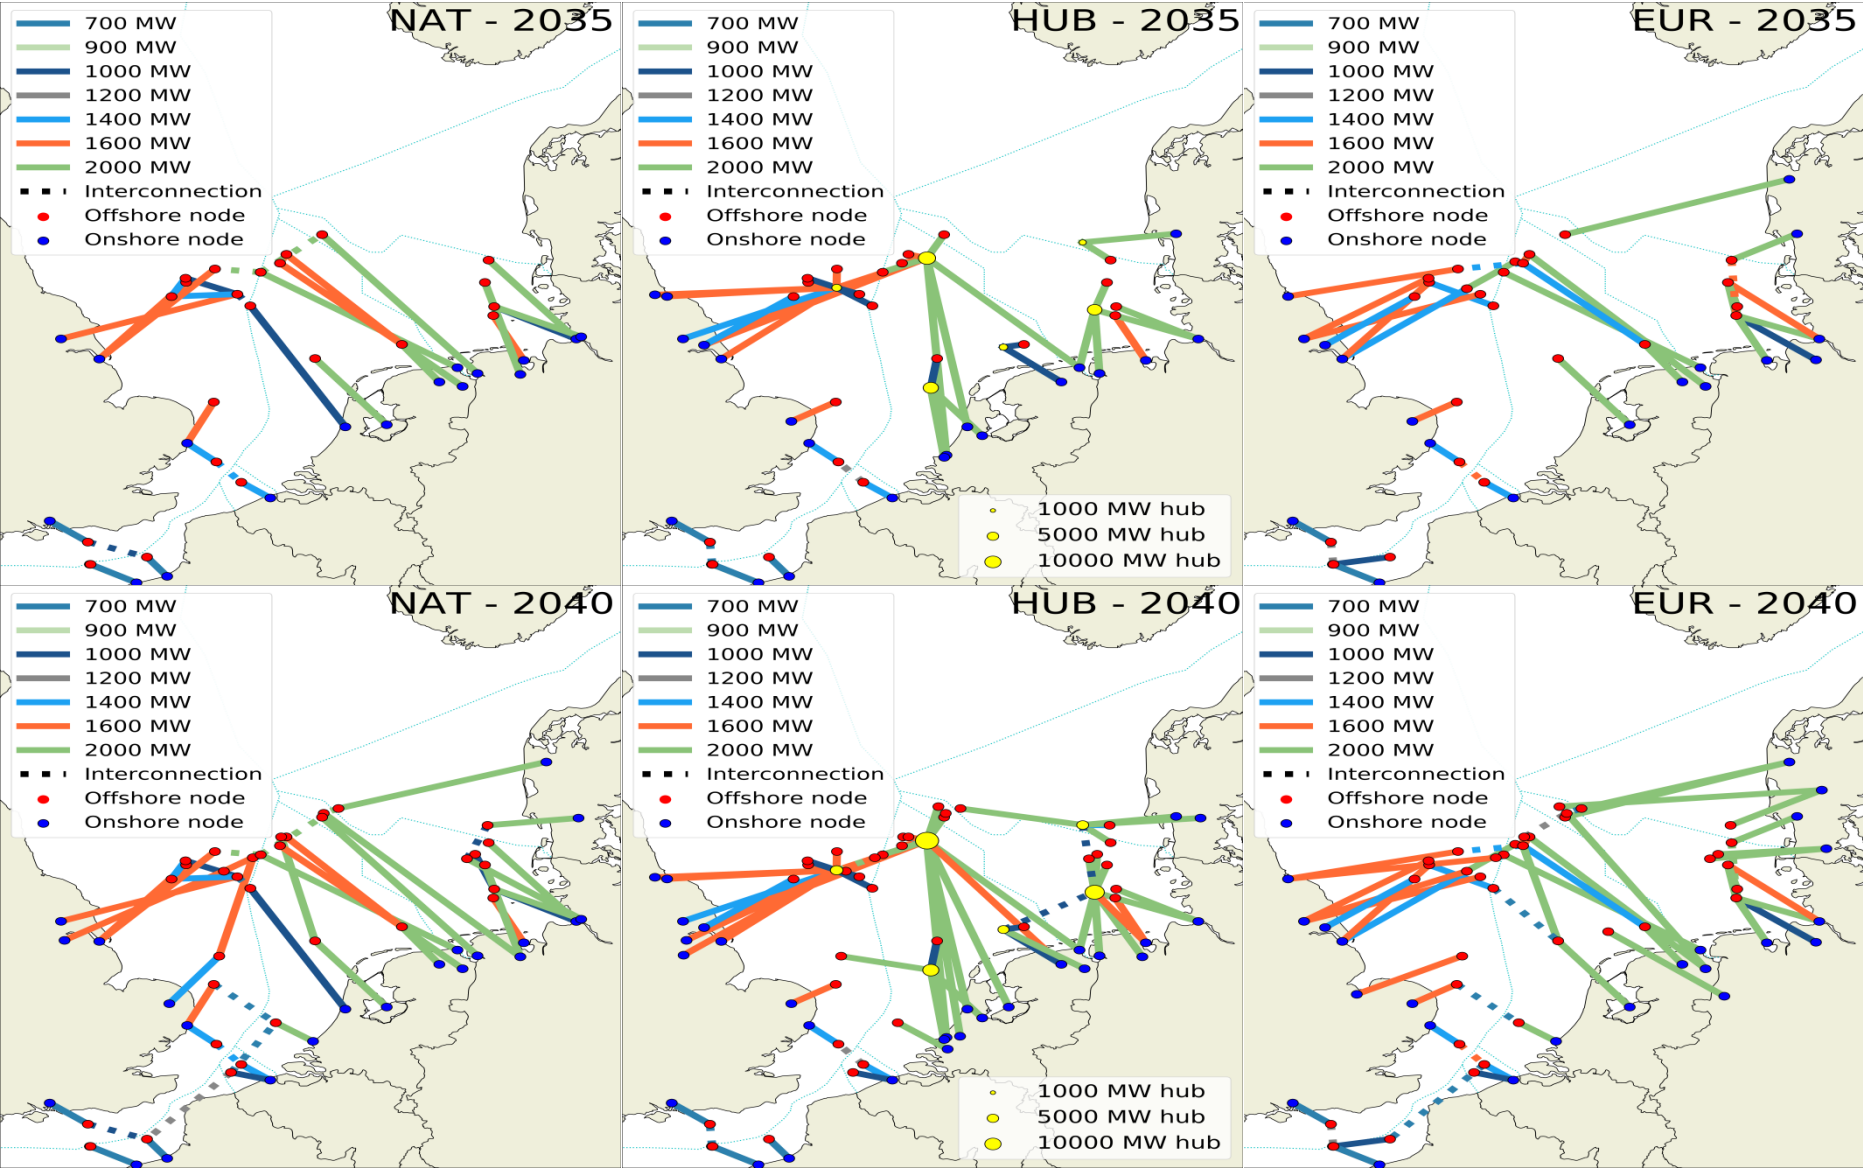 NAT - 2035
700 MW
900 MW
1000 MW
1200 MW
1400 MW
1600 MW
2000 MW
Interconnection
Offshore node
Onshore node
HUB - 2035
700 MW
900 MW
1000 MW
1200 MW
1400 MW
1600 MW
2000 MW
Interconnection
Offshore node
Onshore node
1000 MW hub
5000 MW hub
10000 MW hub
EUR - 2035
700 MW
900 MW
1000 MW
1200 MW
1400 MW
1600 MW
2000 MW
Interconnection
Offshore node
Onshore node
NAT - 2040
700 MW
900 MW
1000 MW
1200 MW
1400 MW
1600 MW
2000 MW
Interconnection
Offshore node
Onshore node
HUB - 2040
700 MW
900 MW
1000 MW
1200 MW
1400 MW
1600 MW
2000 MW
Interconnection
Offshore node
Onshore node
1000 MW hub
5000 MW hub
10000 MW hub
EUR - 2040
700 MW
900 MW
1000 MW
1200 MW
1400 MW
1600 MW
2000 MW
Interconnection
Offshore node
Onshore node